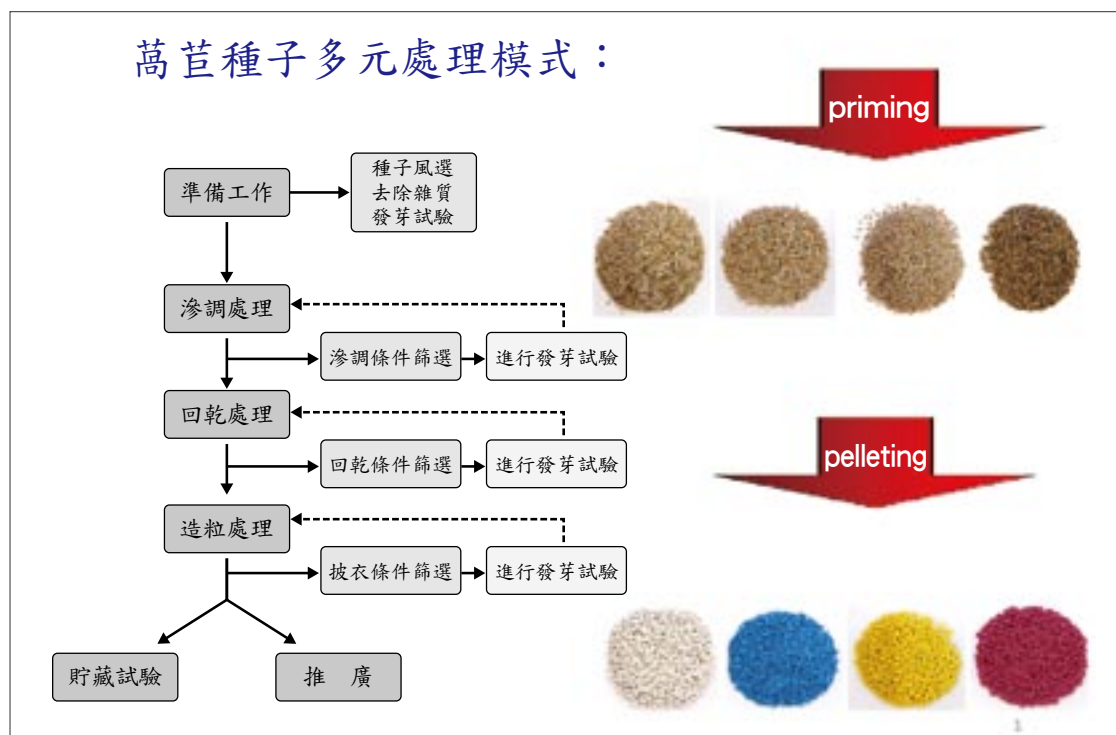 萵苣種子多元處理模式：
準備工作
種子風選
去除雜質
發芽試驗
滲調處理
滲調條件篩選
進行發芽試驗
回乾處理
回乾條件篩選
進行發芽試驗
造粒處理
披衣條件篩選
進行發芽試驗
貯藏試驗
推 廣
priming
pelleting
1